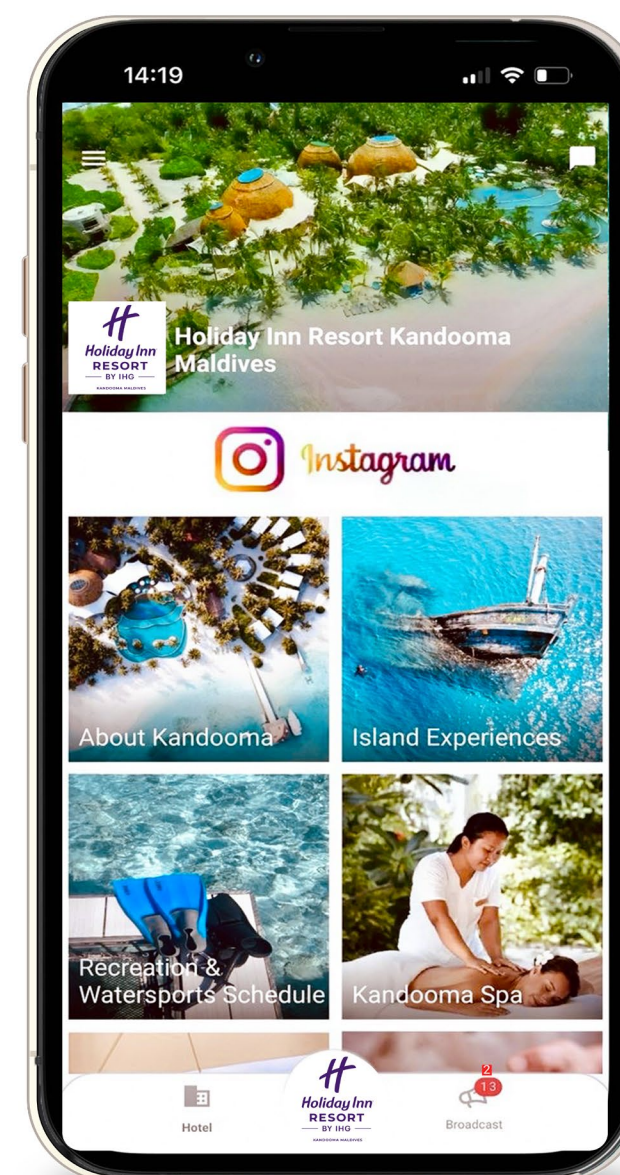 14:19
Holiday Inn
RESORT
BY IHG
KANDOOMA MALDIVES
Holiday Inn Resort Kandooma
Maldives
Instagram
About Kandooma
Island Experiences
Recreation &
Watersports Schedule
Kandooma Spa
2
13
Hotel
Holiday Inn
RESORT
BY IHG
KANDOOMA MALDIVES
Broadcast